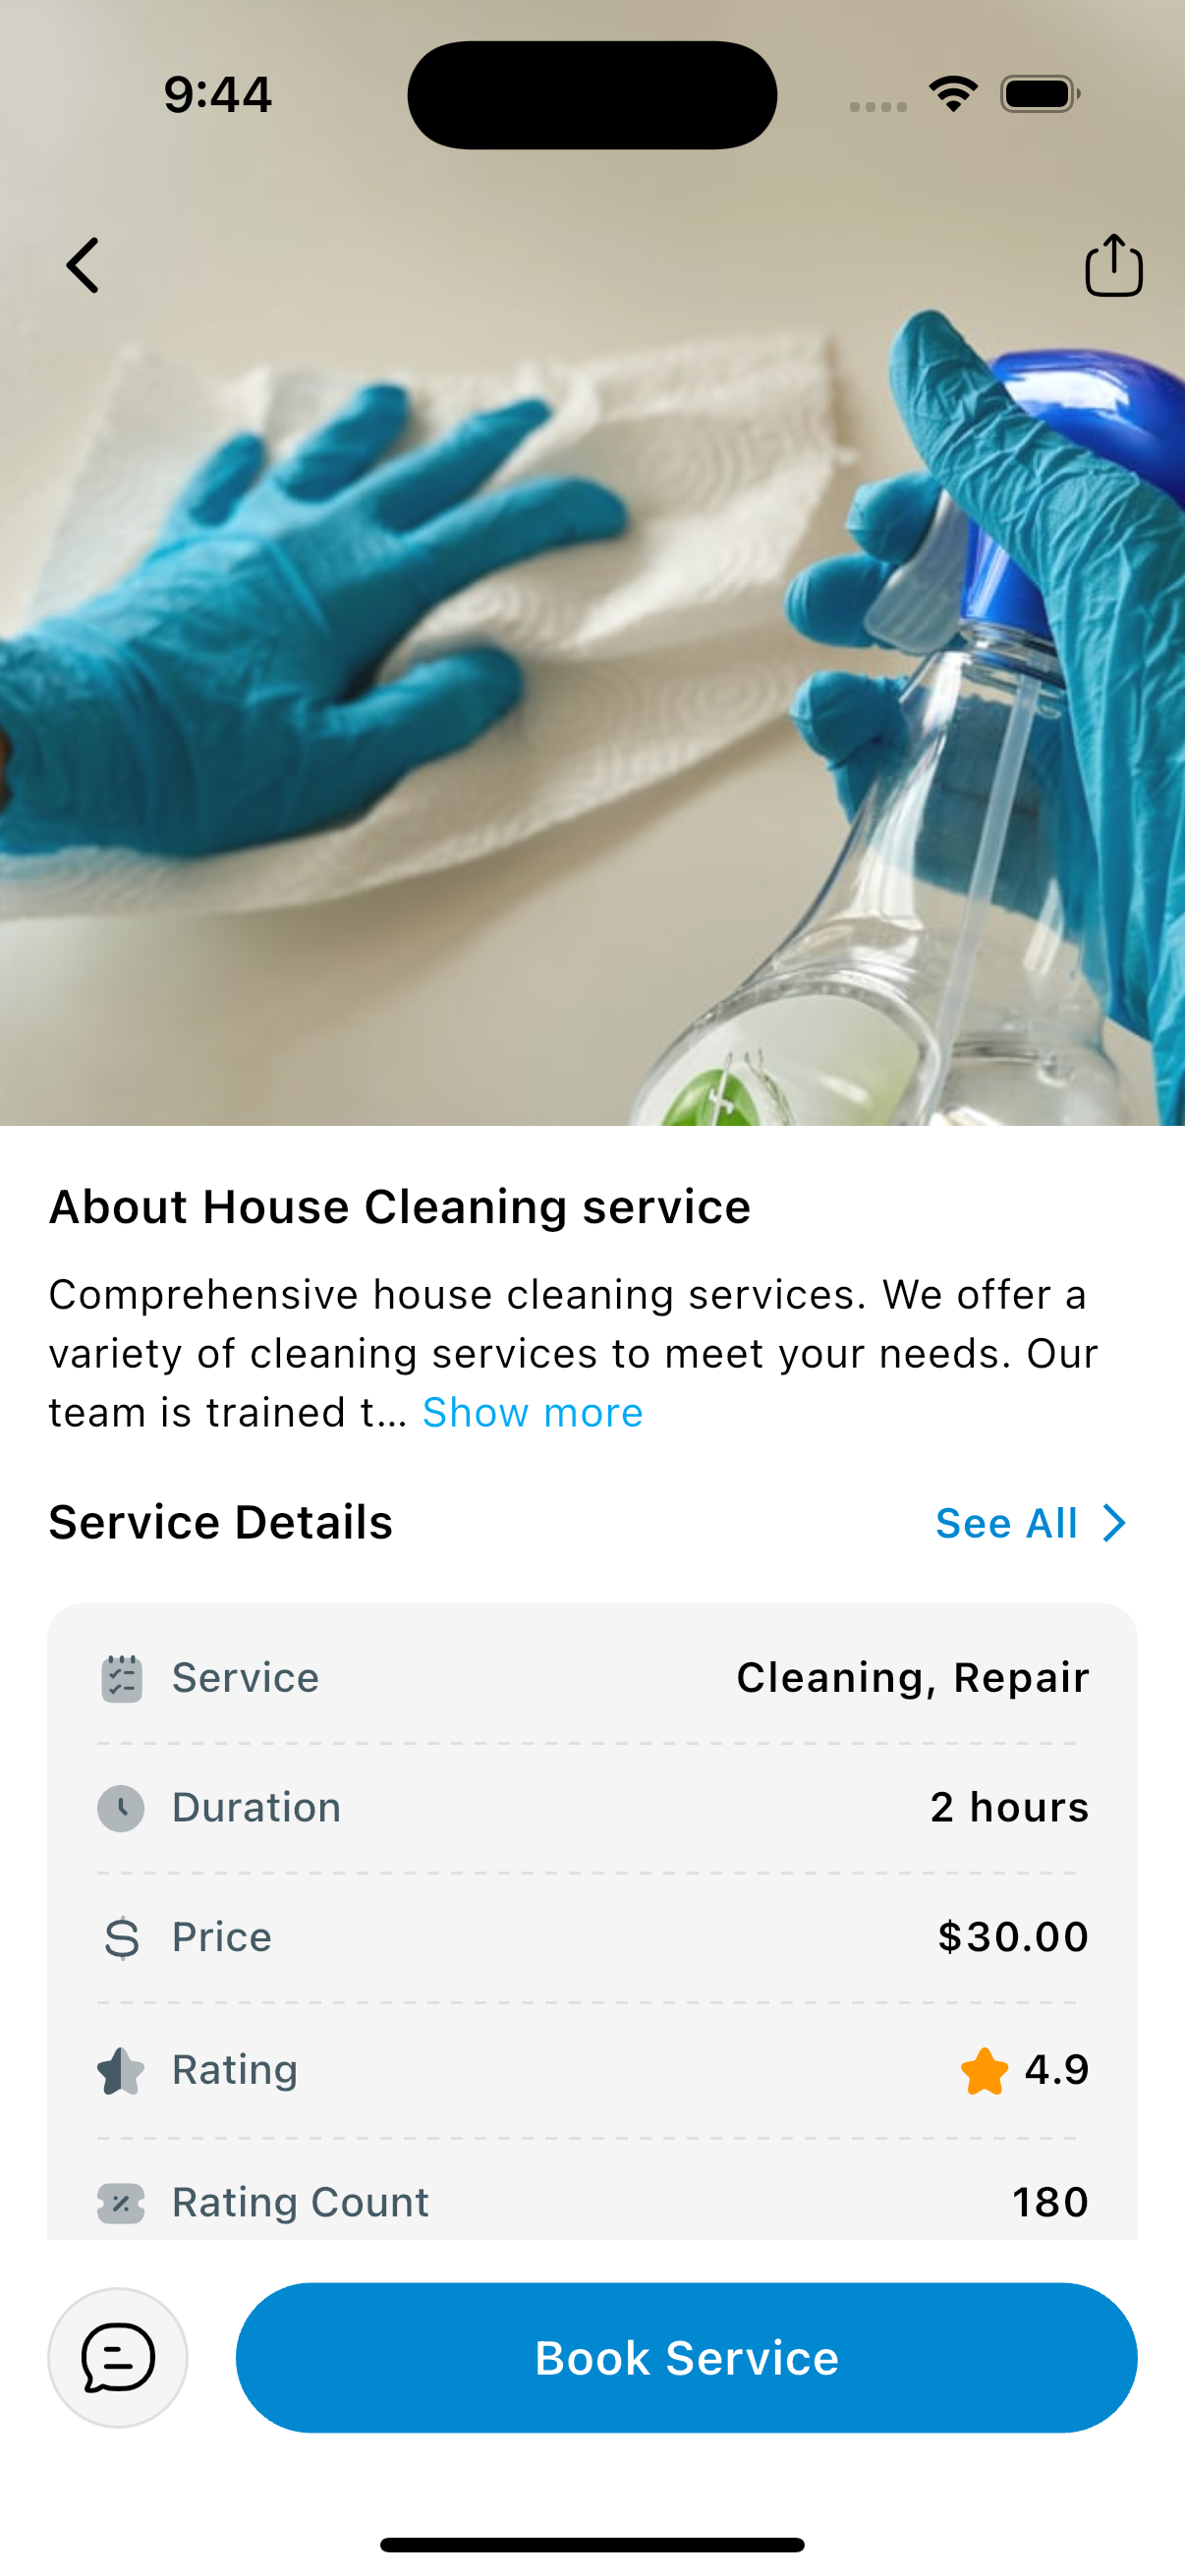 9:44
About House Cleaning service
Comprehensive house cleaning services. We offer a
variety of cleaning services to meet your needs. Our
team is trained t... Show more
Service Details
See All
Service
Cleaning, Repair
Duration
2 hours
Price
$30.00
Rating
4.9
Rating Count
180
Book Service